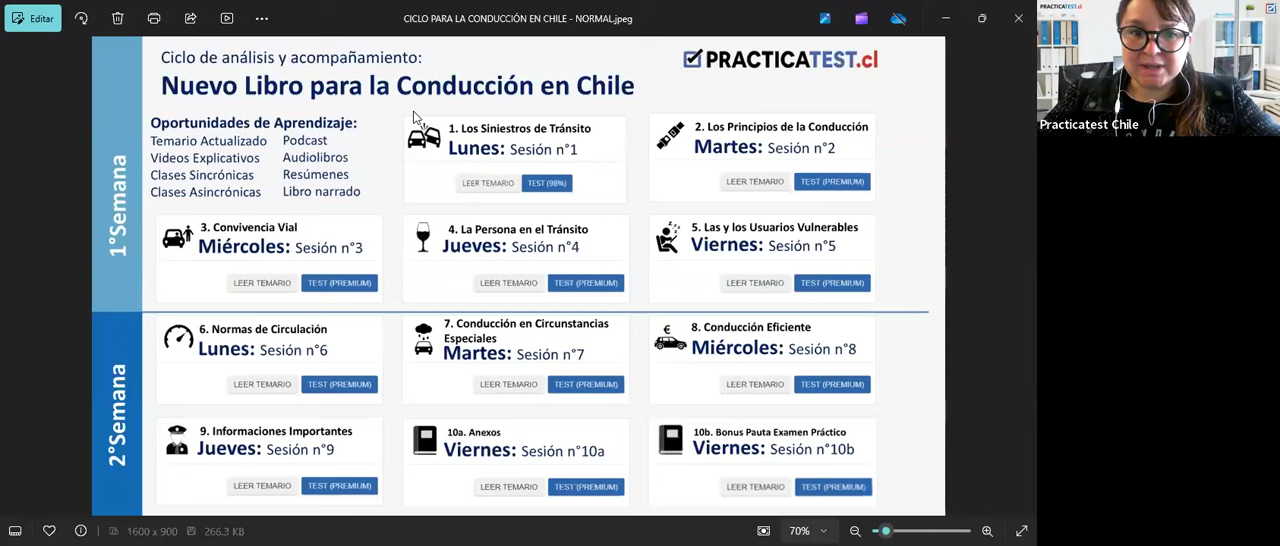 Editar
CICLO PARA LA CONDUCCIÓN EN CHILE - NORMAL.jpeg
Ciclo de análisis y acompañamiento:
Nuevo Libro para la Conducción en Chile
PRACTICATEST.cl
Oportunidades de Aprendizaje:
Temario Actualizado Podcast
Videos Explicativos Audiolibros
Clases Sincrónicas Resúmenes
Clases Asincrónicas Libro narrado
1°Semana
1. Los Siniestros de Tránsito
Lunes: Sesión n°1
LEER TEMARIO TEST (98%)
2. Los Principios de la Conducción
Martes: Sesión n°2
LEER TEMARIO TEST (PREMIUM)
3. Convivencia Vial
Miércoles: Sesión n°3
LEER TEMARIO TEST (PREMIUM)
4. La Persona en el Tránsito
Jueves: Sesión n°4
LEER TEMARIO TEST (PREMIUM)
5. Las y los Usuarios Vulnerables
Viernes: Sesión n°5
LEER TEMARIO TEST (PREMIUM)
2°Semana
6. Normas de Circulación
Lunes: Sesión n°6
LEER TEMARIO TEST (PREMIUM)
7. Conducción en Circunstancias
Especiales
Martes: Sesión n°7
LEER TEMARIO TEST (PREMIUM)
8. Conducción Eficiente
Miércoles: Sesión n°8
LEER TEMARIO TEST (PREMIUM)
9. Informaciones Importantes
Jueves: Sesión n°9
LEER TEMARIO TEST (PREMIUM)
10a. Anexos
Viernes: Sesión n°10a
LEER TEMARIO TEST (PREMIUM)
10b. Bonus Pauta Examen Práctico
Viernes: Sesión n°10b
LEER TEMARIO TEST (PREMIUM)
1600 x 900 266.3 KB
70%
PRACTICATEST.cl
Practicatest Chile